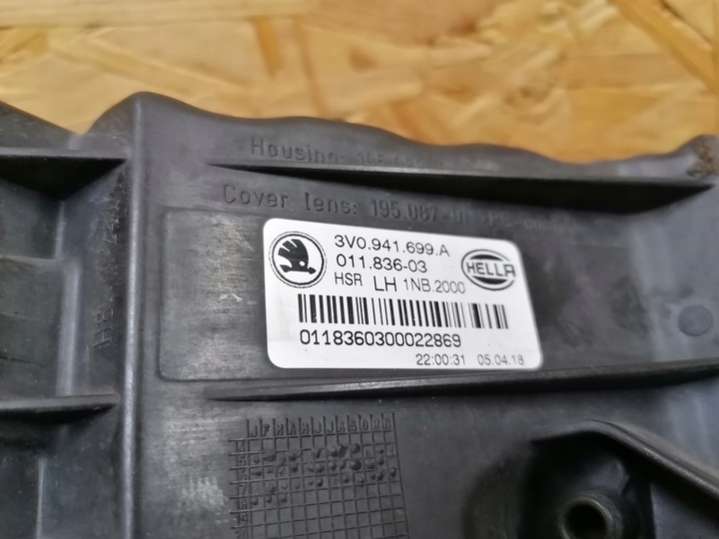 Housing:
Cover lens: 195.087-
3V0.941.699.A
011.836-03
HELLA
HSR LH 1NB.2000
0118360300022869
22:00:31 05.04.18